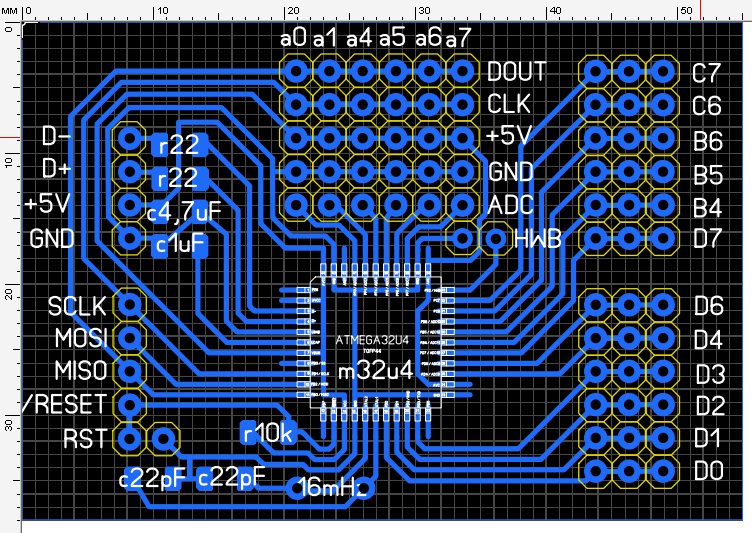 мм 0 10 20 30 40 50
a0 a1 a4 a5 a6 a7
0
DOUT C7
CLK C6
D- r22 +5V B6
10
D+ r22 GND B5
+5V c4,7uF ADC B4
GND c1uF HWB D7
20
SCLK D6
MOSI ATMEGA32U4 D4
TQFP44
MISO m32u4 D3
/RESET D2
30
RST r10k D1
c22pF c22pF 16mHz D0